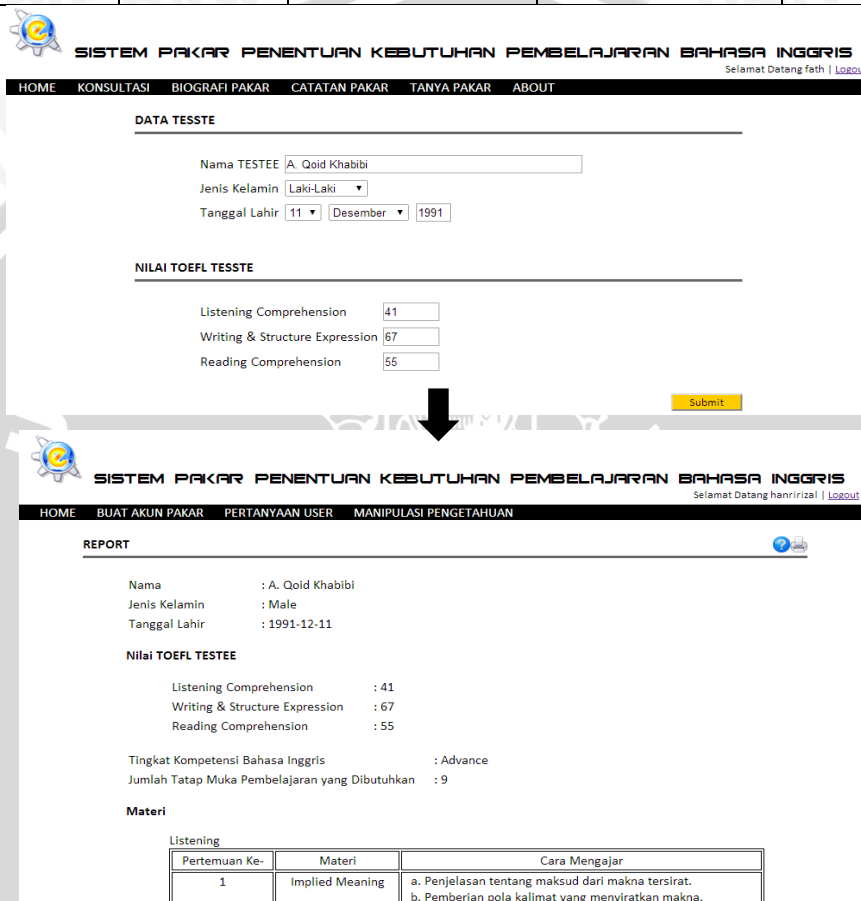 SISTEM PAKAR PENENTUAN KEBUTUHAN PEMBELAJARAN BAHASA INGGRIS
Selamat Datang fath | Logout
HOME KONSULTASI BIOGRAFI PAKAR CATATAN PAKAR TANYA PAKAR ABOUT
DATA TESSTE
Nama TESTEE A. Qoid Khabibi
Jenis Kelamin Laki-Laki
Tanggal Lahir 11 Desember 1991
NILAI TOEFL TESSTE
Listening Comprehension 41
Writing & Structure Expression 67
Reading Comprehension 55
Submit
SISTEM PAKAR PENENTUAN KEBUTUHAN PEMBELAJARAN BAHASA INGGRIS
Selamat Datang hanririzal | Logout
HOME BUAT AKUN PAKAR PERTANYAAN USER MANIPULASI PENGETAHUAN
REPORT
Nama : A. Qoid Khabibi
Jenis Kelamin : Male
Tanggal Lahir : 1991-12-11
Nilai TOEFL TESTEE
Listening Comprehension : 41
Writing & Structure Expression : 67
Reading Comprehension : 55
Tingkat Kompetensi Bahasa Inggris : Advance
Jumlah Tatap Muka Pembelajaran yang Dibutuhkan : 9
Materi
Listening
Pertemuan Ke- Materi Cara Mengajar
1 Implied Meaning a. Penjelasan tentang maksud dari makna tersirat.
b. Pemberian pola kalimat yang menyiratkan makna.